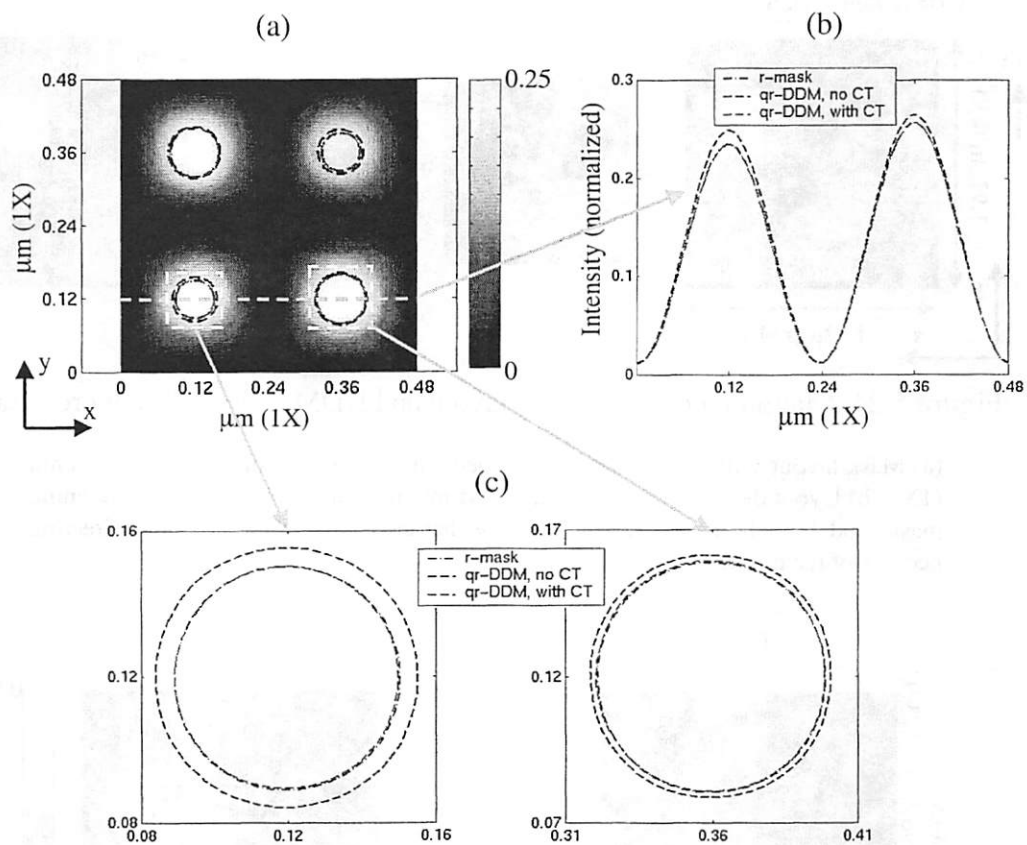 (a)
0.48
0.36
0.24
0.12
0
μm (1X)
0
0.12
0.24
0.36
0.48
μm (1X)
y
x
0.25
0
(b)
r-mask
qr-DDM, no CT
qr-DDM, with CT
0.3
0.2
0.1
0
Intensity (normalized)
0.12
0.24
0.36
0.48
μm (1X)
(c)
r-mask
qr-DDM, no CT
qr-DDM, with CT
0.16
0.12
0.08
0.08
0.12
0.16
0.17
0.12
0.07
0.31
0.36
0.41